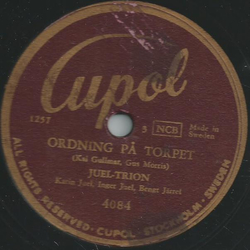 Cupol
1257
S
NCB
Made in
Sweden
ORDNING PÅ TORPET
(Kai Gullmar, Gus Morris)
JUEL-TRION
Karin Juel, Inger Juel, Bengt Juuel
4084
ALL RIGHTS RESERVED · CUPOL · STOCKHOLM · SWEDEN